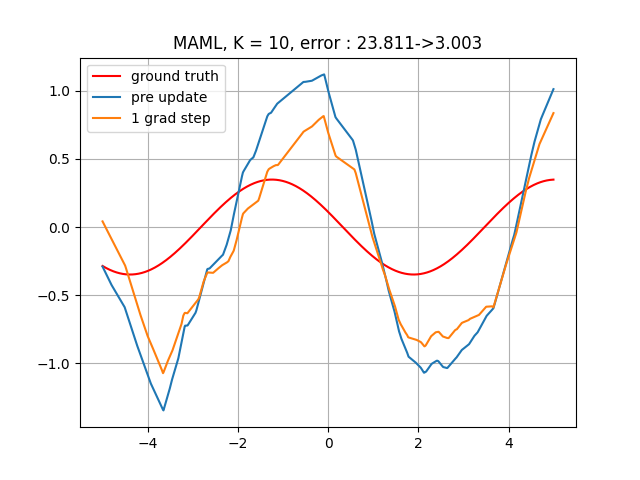 MAML, K = 10, error : 23.811->3.003
ground truth
pre update
1 grad step
1.0
0.5
0.0
−0.5
−1.0
−4
−2
0
2
4